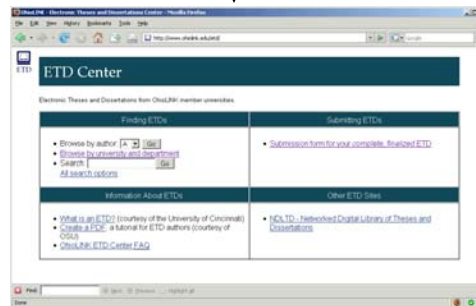 OhioLINK - Electronic Theses and Dissertations Center - Mozilla Firefox
File Edit View History Bookmarks Tools Help
http://www.ohiolink.edu/etd/
Google
ETD
ETD Center
Electronic Theses and Dissertations from OhioLINK member universities.
Finding ETDs
Submitting ETDs
• Browse by author A Go
• Browse by university and department
• Search Go
All search options
• Submission form for your complete, finalized ETD
Information About ETDs
Other ETD Sites
• What is an ETD? (courtesy of the University of Cincinnati)
• Create a PDF: a tutorial for ETD authors (courtesy of OSU)
• OhioLINK ETD Center FAQ
• NDLTD - Networked Digital Library of Theses and Dissertations
Find: Next Previous Highlight all
Done